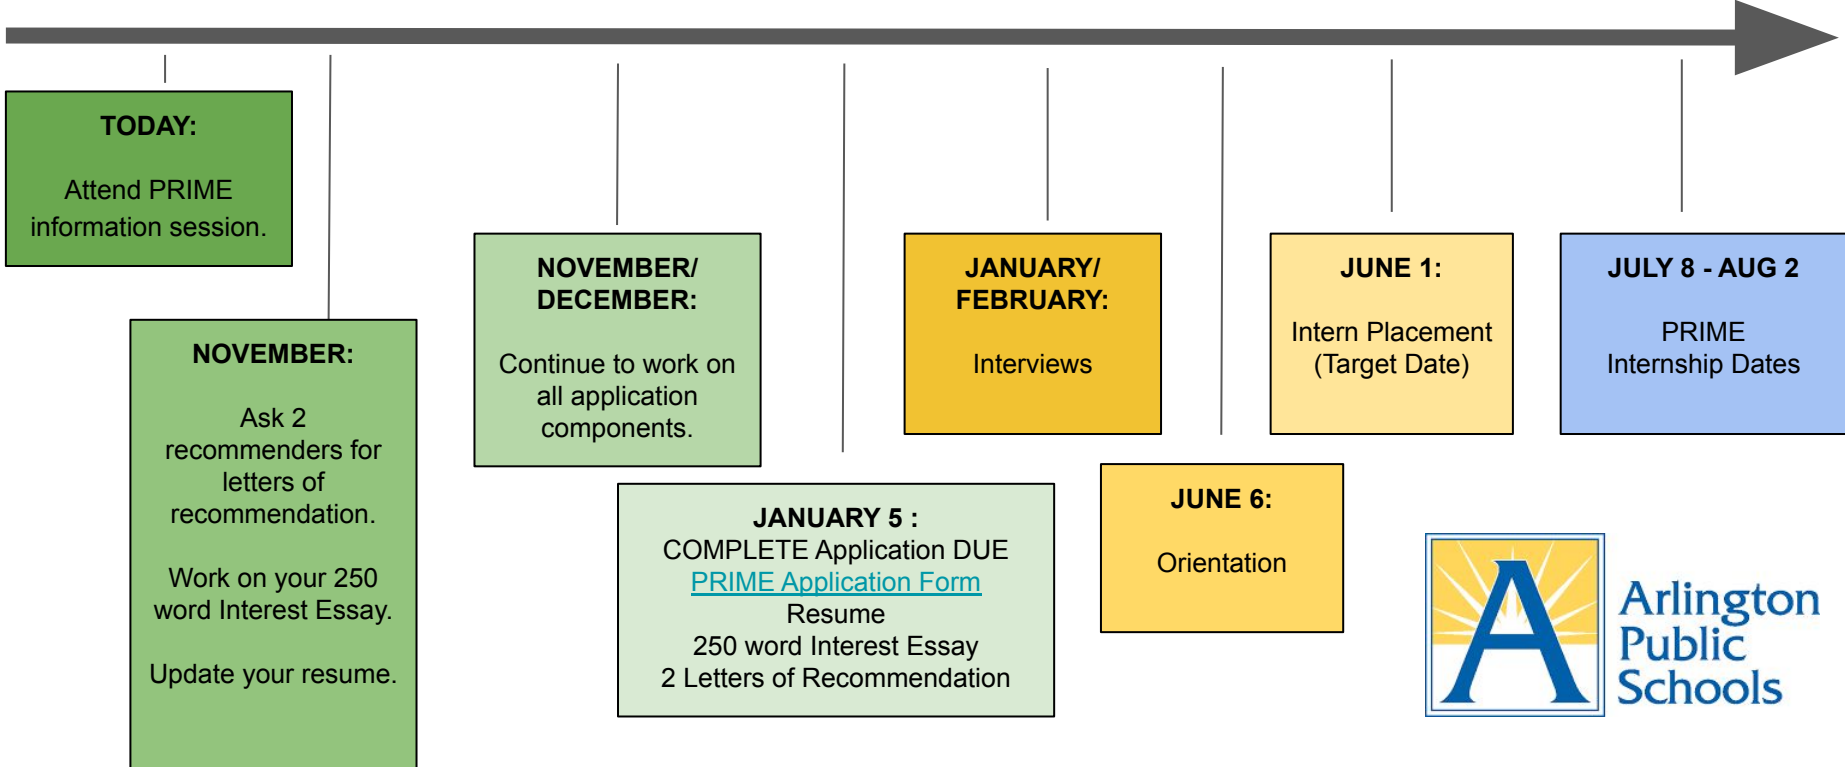 TODAY:
Attend PRIME
information session.
NOVEMBER:
Ask 2
recommenders for
letters of
recommendation.
Work on your 250
word Interest Essay.
Update your resume.
NOVEMBER/
DECEMBER:
Continue to work on
all application
components.
JANUARY 5 :
COMPLETE Application DUE
PRIME Application Form
Resume
250 word Interest Essay
2 Letters of Recommendation
JANUARY/
FEBRUARY:
Interviews
JUNE 6:
Orientation
JUNE 1:
Intern Placement
(Target Date)
JULY 8 - AUG 2
PRIME
Internship Dates
A
Arlington
Public
Schools